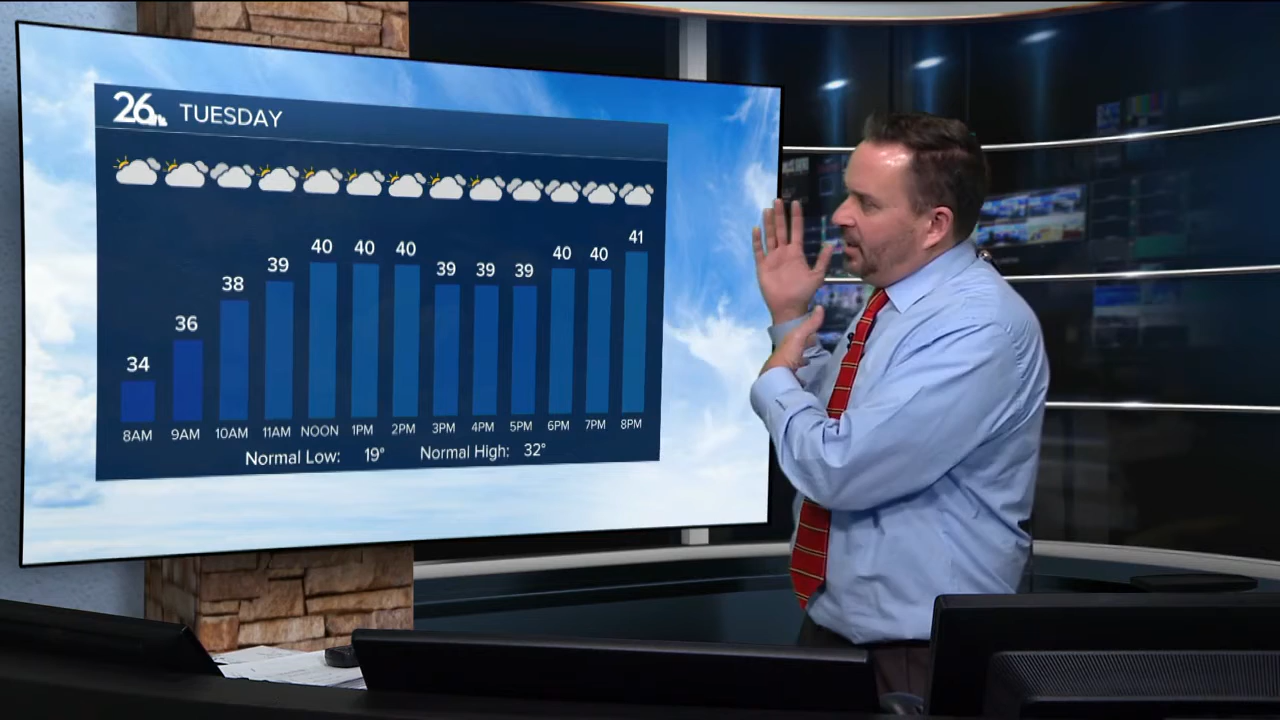 26 TUESDAY
34 36 38 39 40 40 40 39 39 39 40 40 41
8AM 9AM 10AM 11AM NOON 1PM 2PM 3PM 4PM 5PM 6PM 7PM 8PM
Normal Low: 19° Normal High: 32°